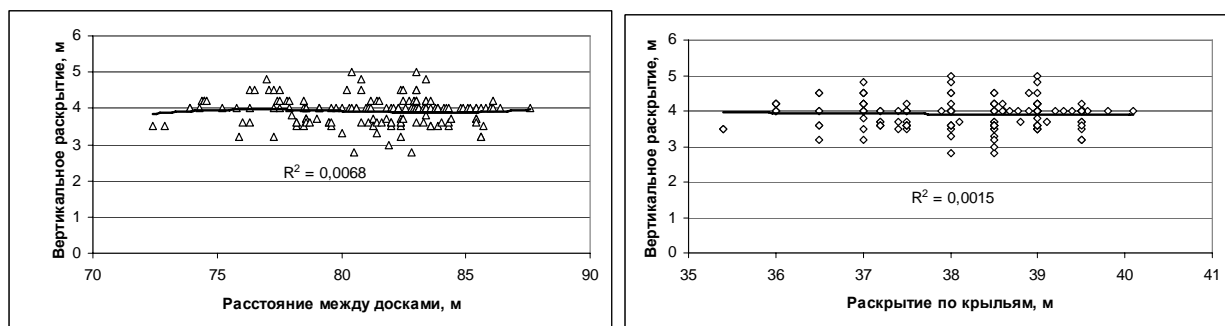 Вертикальное раскрытие, м
6
5
4
3
2
1
0
R² = 0,0068
70 75 80 85 90
Расстояние между досками, м
Вертикальное раскрытие, м
6
5
4
3
2
1
0
R² = 0,0015
35 36 37 38 39 40 41
Раскрытие по крыльям, м